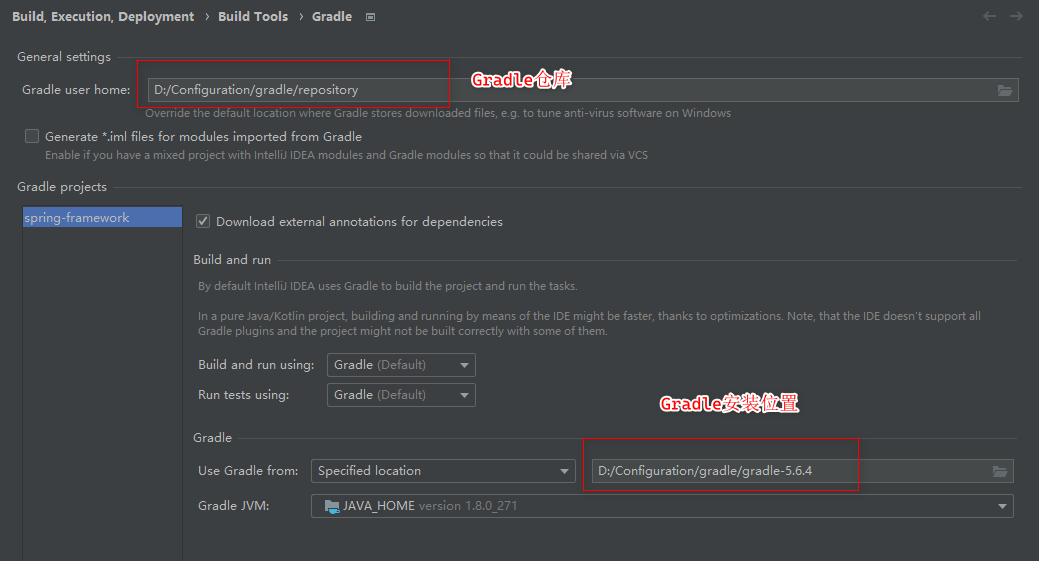 Build, Execution, Deployment › Build Tools › Gradle
General settings
Gradle仓库
Gradle user home: D:/Configuration/gradle/repository
Override the default location where Gradle stores downloaded files, e.g. to tune anti-virus software on Windows
Generate *.iml files for modules imported from Gradle
Enable if you have a mixed project with IntelliJ IDEA modules and Gradle modules so that it could be shared via VCS
Gradle projects
spring-framework
Download external annotations for dependencies
Build and run
By default IntelliJ IDEA uses Gradle to build the project and run the tasks.
In a pure Java/Kotlin project, building and running by means of the IDE might be faster, thanks to optimizations. Note, that the IDE doesn't support all
Gradle plugins and the project might not be built correctly with some of them.
Build and run using: Gradle (Default)
Run tests using: Gradle (Default)
Gradle安装位置
Gradle
Use Gradle from: Specified location D:/Configuration/gradle/gradle-5.6.4
Gradle JVM: JAVA_HOME version 1.8.0_271